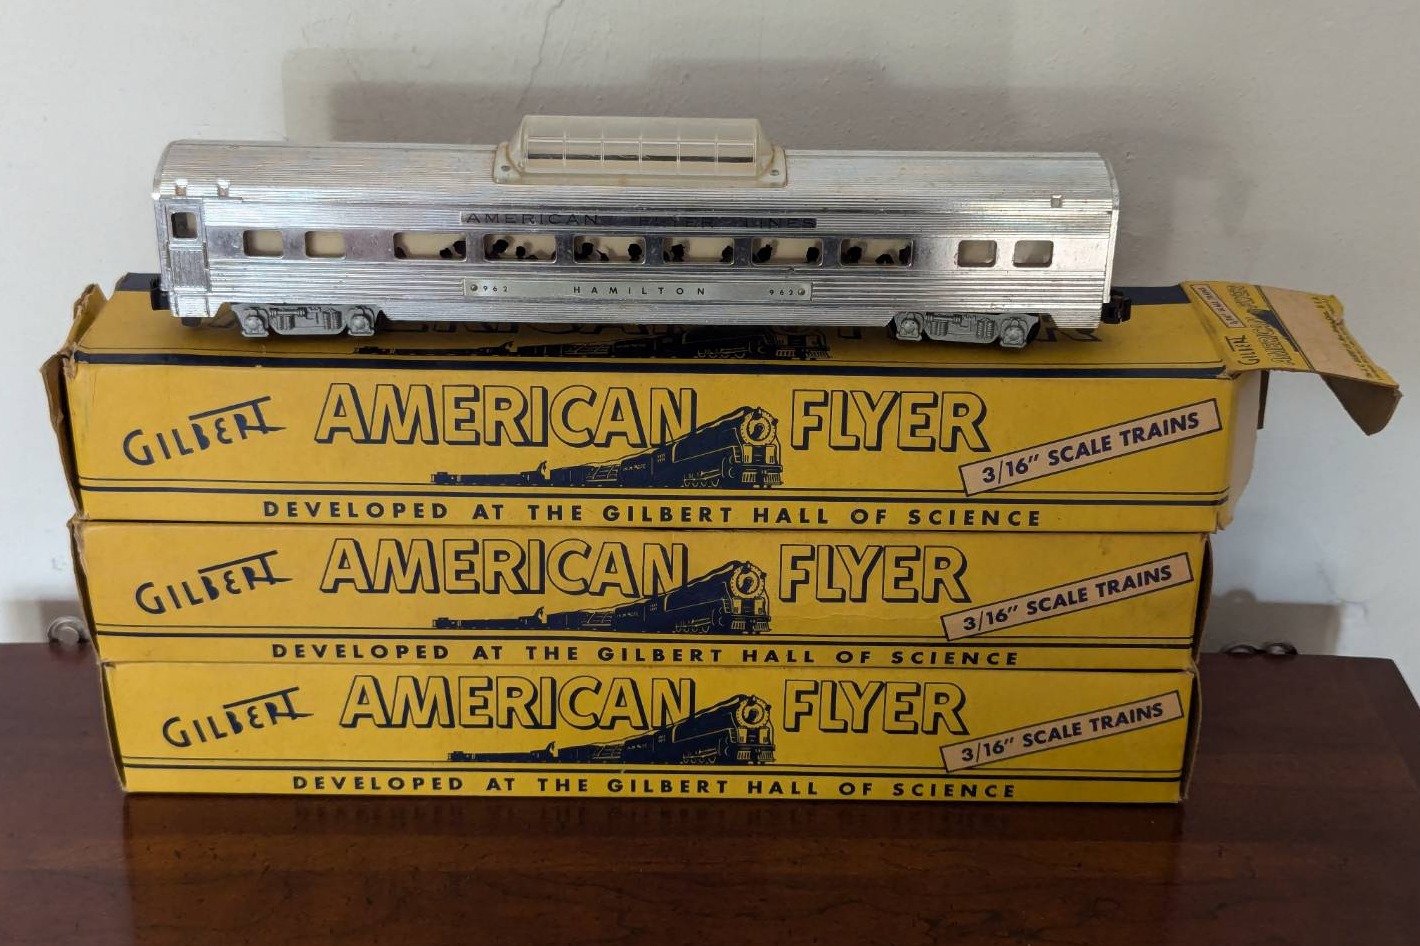 AMERICAN FLYER LINES
962 HAMILTON 962
GILBERT AMERICAN FLYER
3/16" SCALE TRAINS
DEVELOPED AT THE GILBERT HALL OF SCIENCE
GILBERT AMERICAN FLYER
3/16" SCALE TRAINS
DEVELOPED AT THE GILBERT HALL OF SCIENCE
GILBERT AMERICAN FLYER
3/16" SCALE TRAINS
DEVELOPED AT THE GILBERT HALL OF SCIENCE